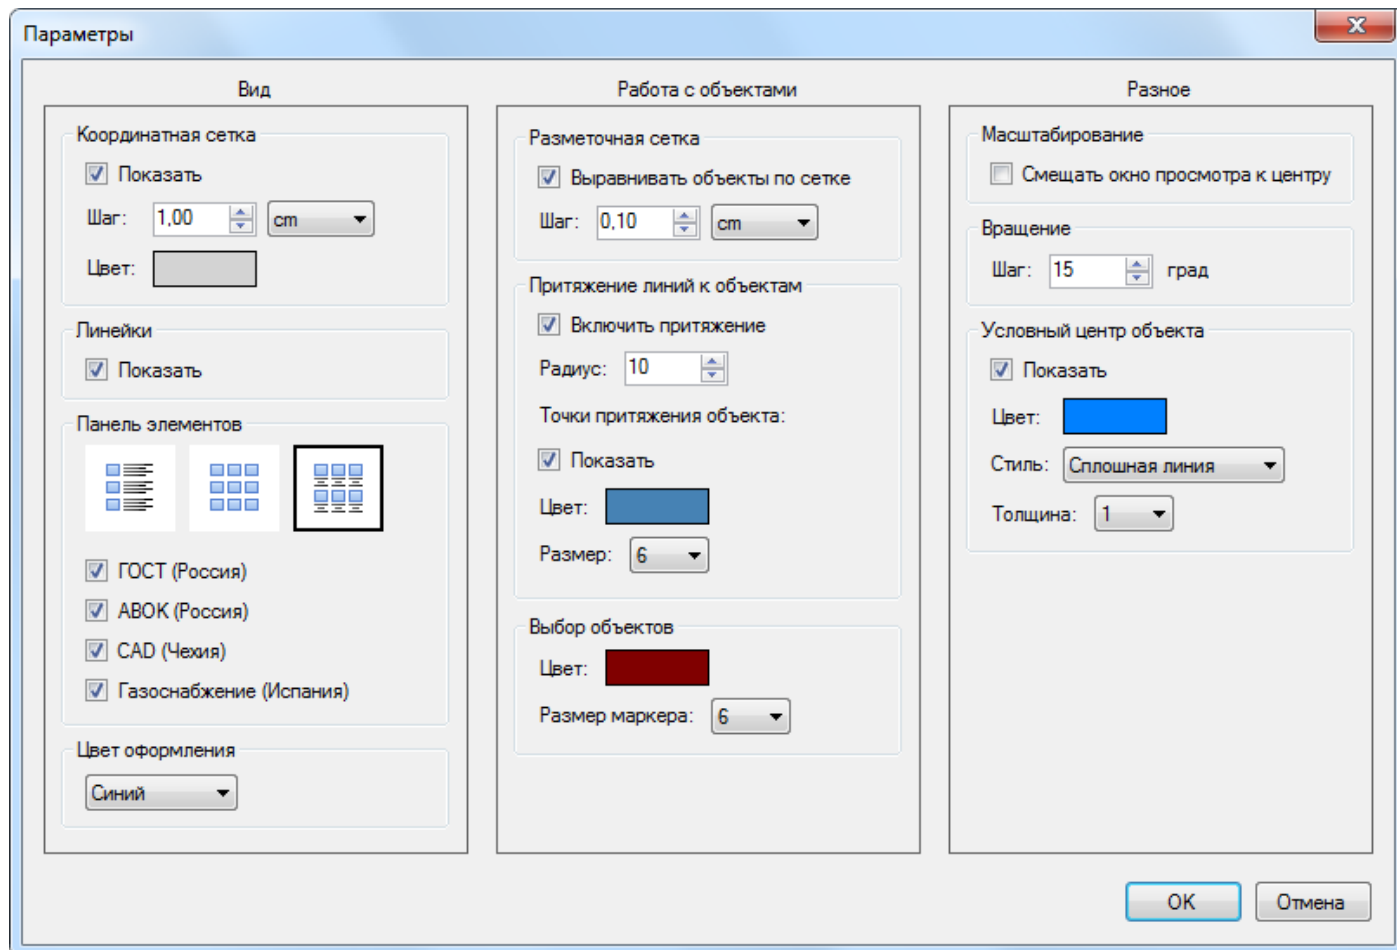 Параметры
Вид
Координатная сетка
Показать
Шаг: 1,00 cm
Цвет:
Линейки
Показать
Панель элементов
ГОСТ (Россия)
АВОК (Россия)
CAD (Чехия)
Газоснабжение (Испания)
Цвет оформления
Синий
Работа с объектами
Разметочная сетка
Выравнивать объекты по сетке
Шаг: 0,10 cm
Притяжение линий к объектам
Включить притяжение
Радиус: 10
Точки притяжения объекта:
Показать
Цвет:
Размер: 6
Выбор объектов
Цвет:
Размер маркера: 6
Разное
Масштабирование
Смещать окно просмотра к центру
Вращение
Шаг: 15 град
Условный центр объекта
Показать
Цвет:
Стиль: Сплошная линия
Толщина: 1
OK Отмена